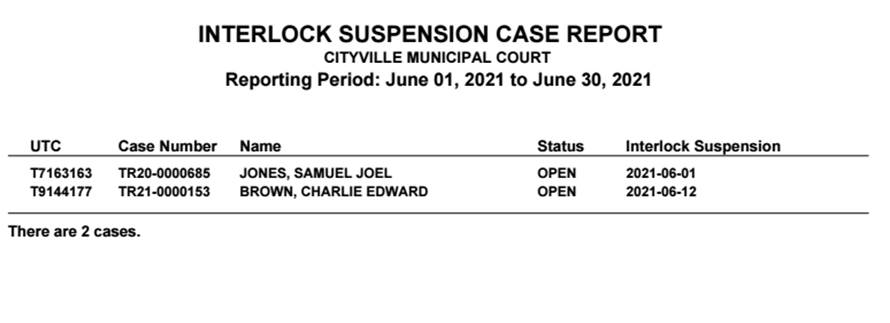 INTERLOCK SUSPENSION CASE REPORT
CITYVILLE MUNICIPAL COURT
Reporting Period: June 01, 2021 to June 30, 2021
UTC Case Number Name Status Interlock Suspension
T7163163 TR20-0000685 JONES, SAMUEL JOEL OPEN 2021-06-01
T9144177 TR21-0000153 BROWN, CHARLIE EDWARD OPEN 2021-06-12
There are 2 cases.